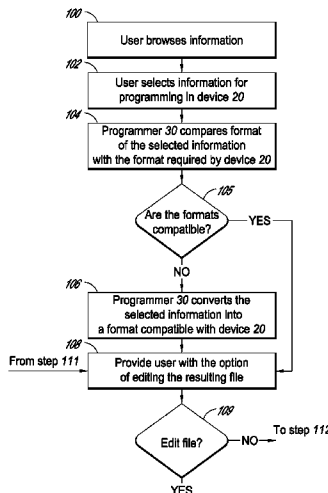 100
User browses information
102
User selects information for
programming in device 20
104
Programmer 30 compares format
of the selected information
with the format required by device 20
105
Are the formats
compatible?
YES
NO
106
Programmer 30 converts the
selected information into
a format compatible with device 20
108
From step 111
Provide user with the option
of editing the resulting file
109
Edit file?
NO
To step 112
YES